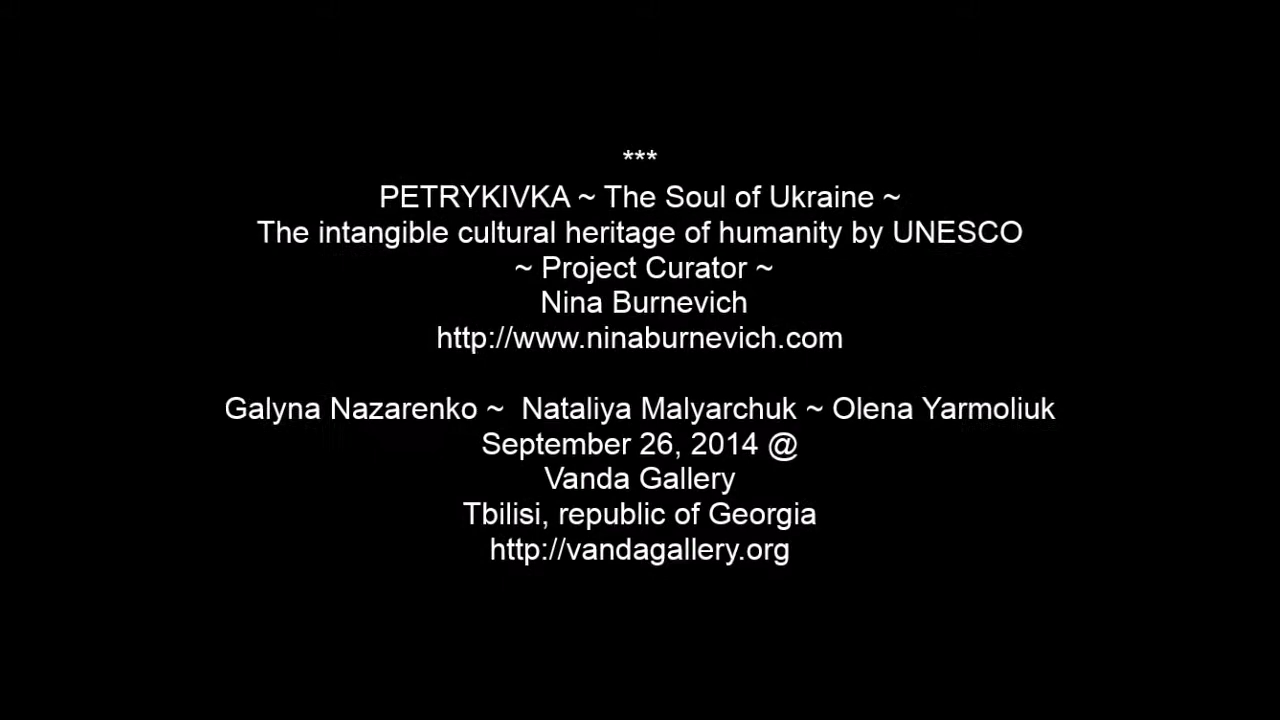 ***
PETRYKIVKA ~ The Soul of Ukraine ~
The intangible cultural heritage of humanity by UNESCO
~ Project Curator ~
Nina Burnevich
http://www.ninaburnevich.com
Galyna Nazarenko ~  Nataliya Malyarchuk ~ Olena Yarmoliuk
September 26, 2014 @
Vanda Gallery
Tbilisi, republic of Georgia
http://vandagallery.org